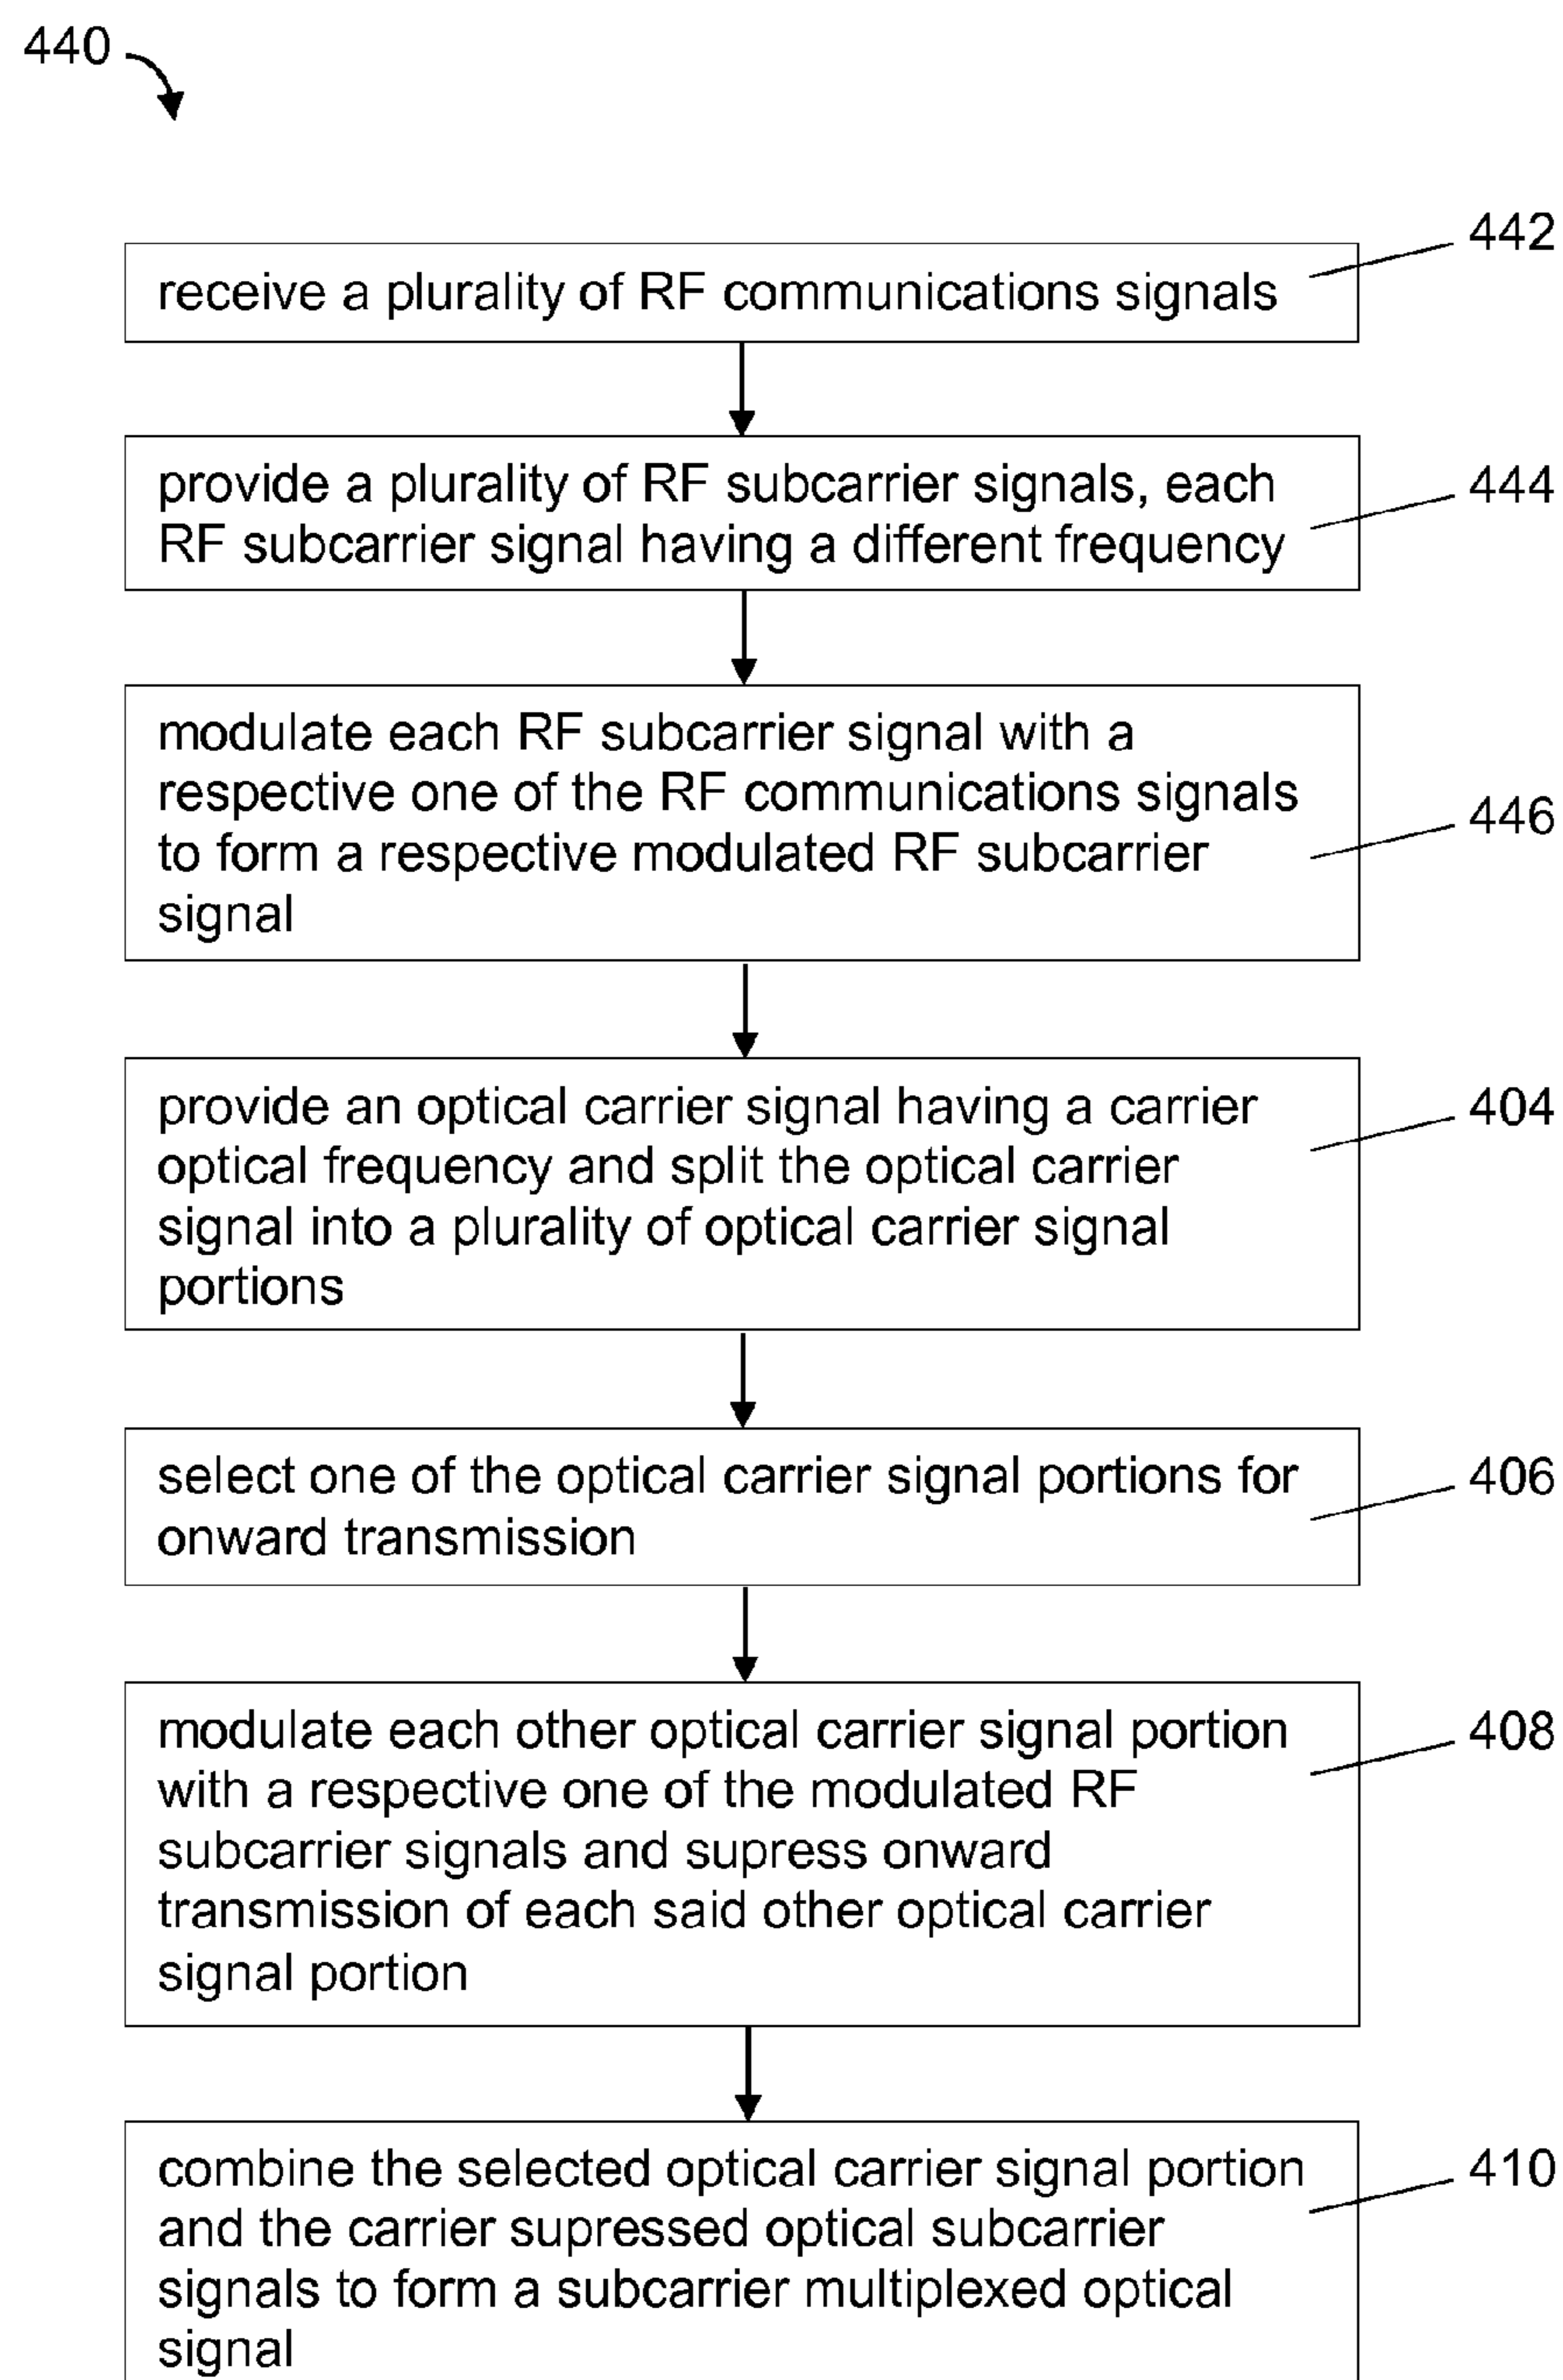 440
442
receive a plurality of RF communications signals
provide a plurality of RF subcarrier signals, each
444
RF subcarrier signal having a different frequency
modulate each RF subcarrier signal with a
respective one of the RF communications signals
446
to form a respective modulated RF subcarrier
signal
provide an optical carrier signal having a carrier
404
optical frequency and split the optical carrier
signal into a plurality of optical carrier signal
portions
select one of the optical carrier signal portions for
406
onward transmission
modulate each other optical carrier signal portion
408
with a respective one of the modulated RF
subcarrier signals and supress onward
transmission of each said other optical carrier
signal portion
combine the selected optical carrier signal portion
410
and the carrier supressed optical subcarrier
signals to form a subcarrier multiplexed optical
signal